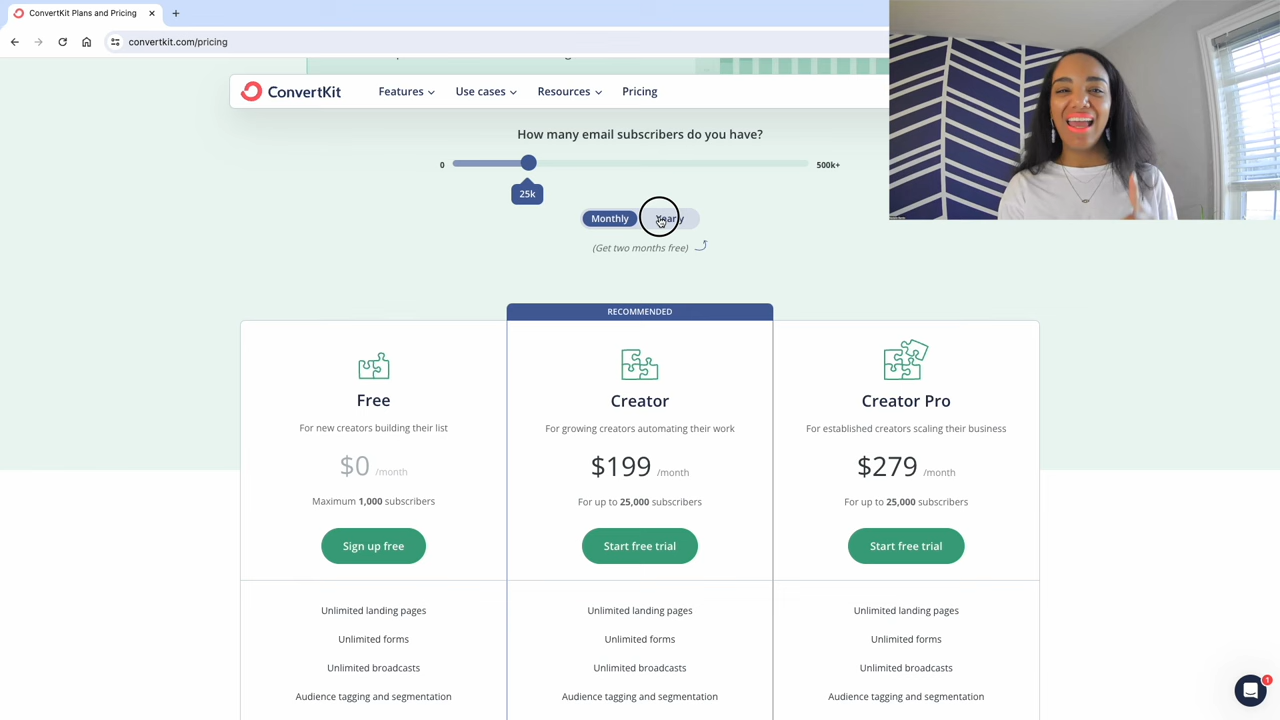 ConvertKit Plans and Pricing
convertkit.com/pricing
ConvertKit
Features
Use cases
Resources
Pricing
How many email subscribers do you have?
0
500k+
25k
Monthly
Yearly
(Get two months free)
RECOMMENDED
Free
For new creators building their list
$0 /month
Maximum 1,000 subscribers
Sign up free
Unlimited landing pages
Unlimited forms
Unlimited broadcasts
Audience tagging and segmentation
Creator
For growing creators automating their work
$199 /month
For up to 25,000 subscribers
Start free trial
Unlimited landing pages
Unlimited forms
Unlimited broadcasts
Audience tagging and segmentation
Creator Pro
For established creators scaling their business
$279 /month
For up to 25,000 subscribers
Start free trial
Unlimited landing pages
Unlimited forms
Unlimited broadcasts
Audience tagging and segmentation
1